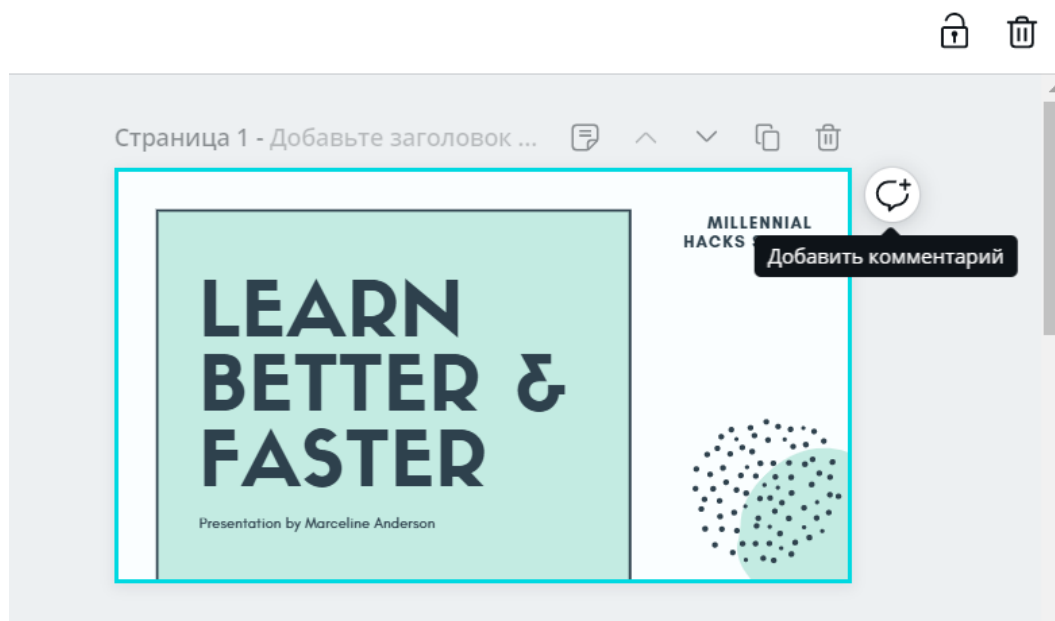 Страница 1 - Добавьте заголовок ...
MILLENNIAL
HACKS
Добавить комментарий
LEARN
BETTER &
FASTER
Presentation by Marceline Anderson